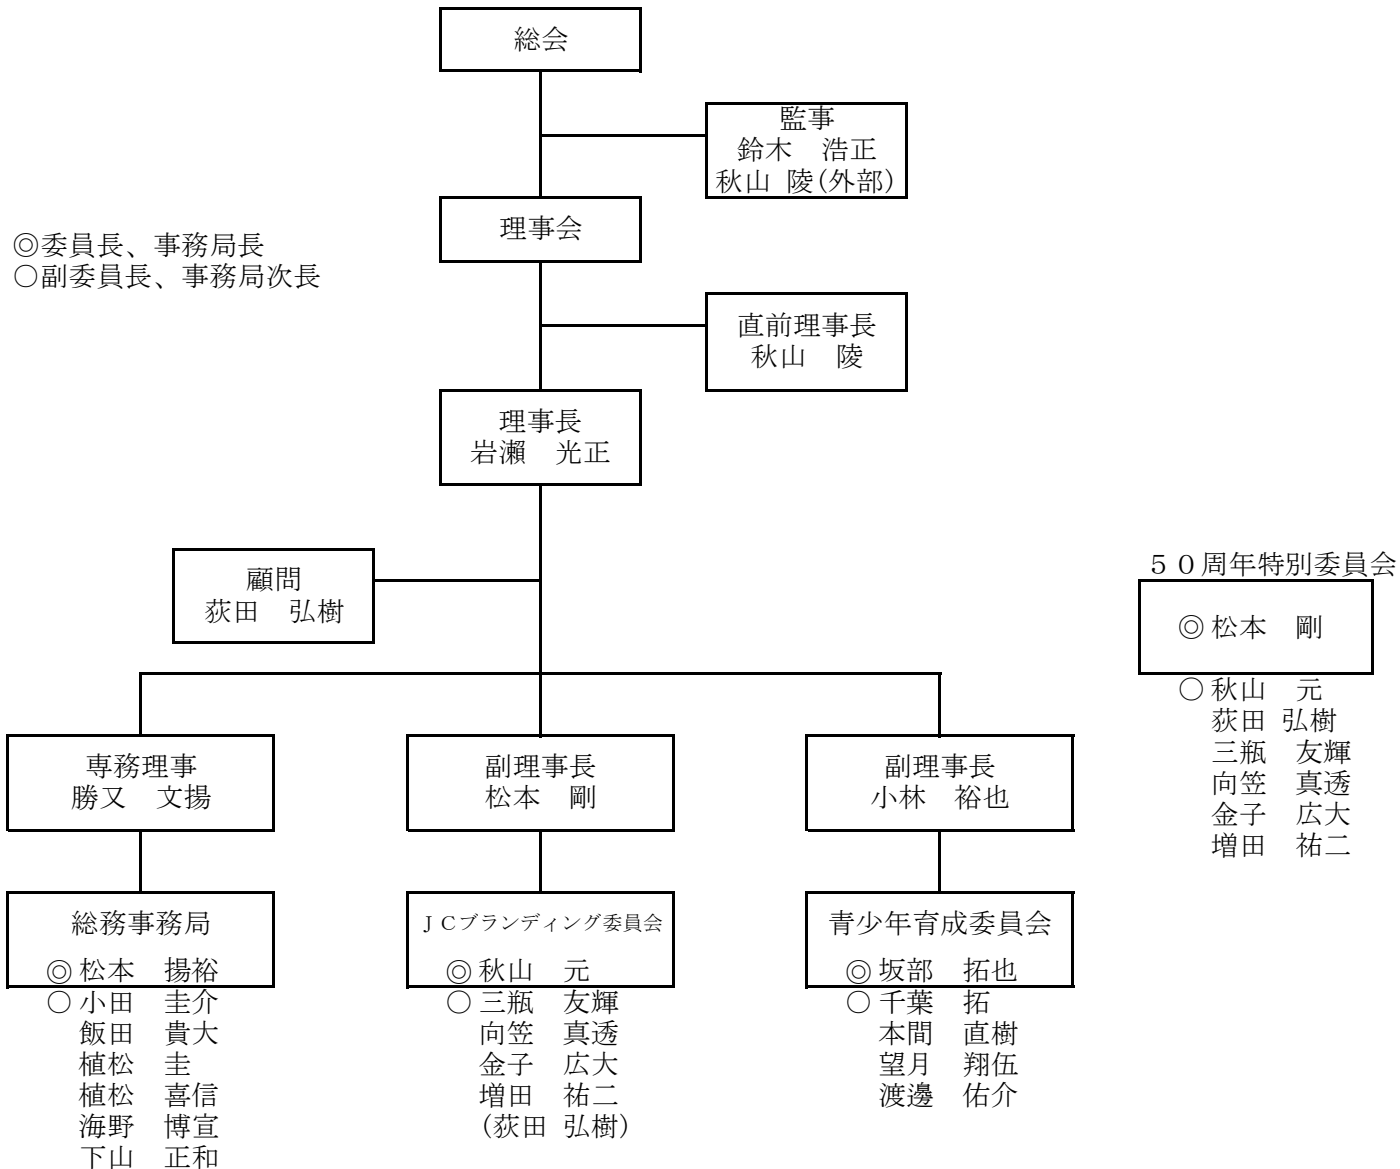 総会
監事
鈴木　浩正
秋山 陵(外部)
理事会
◎委員長、事務局長
○副委員長、事務局次長
直前理事長
秋山　陵
理事長
岩瀬　光正
顧問
荻田　弘樹
５０周年特別委員会
◎松本　剛
○秋山　元
荻田 弘樹
三瓶　友輝
向笠　真透
金子　広大
増田　祐二
専務理事
勝又　文揚
副理事長
松本　剛
副理事長
小林　裕也
総務事務局
◎松本　揚裕
○小田　圭介
飯田　貴大
植松　圭
植松　喜信
海野　博宣
下山　正和
ＪＣブランディング委員会
◎秋山　元
○三瓶　友輝
向笠　真透
金子　広大
増田　祐二
(荻田 弘樹)
青少年育成委員会
◎坂部　拓也
○千葉　拓
本間　直樹
望月　翔伍
渡邊　佑介